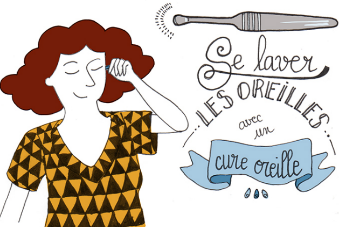 Se laver
LES OREILLES
avec
un
cure oreille